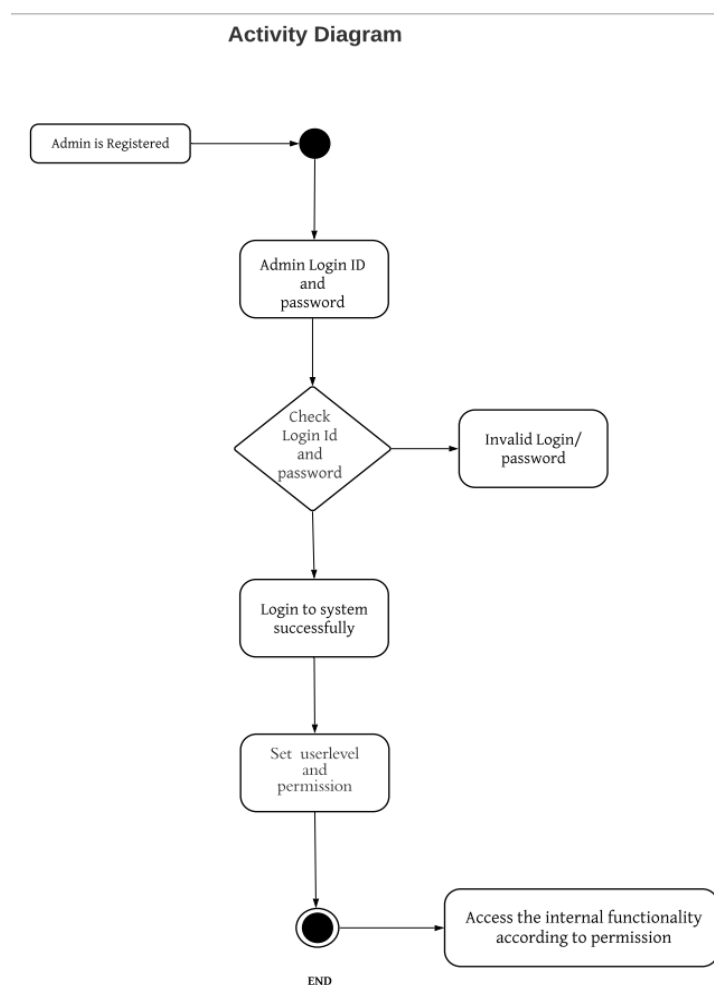 Activity Diagram
Admin is Registered
Admin Login ID
and
password
Check
Login Id
and
password
Invalid Login/
password
Login to system
successfully
Set userlevel
and
permission
Access the internal functionality
according to permission
END